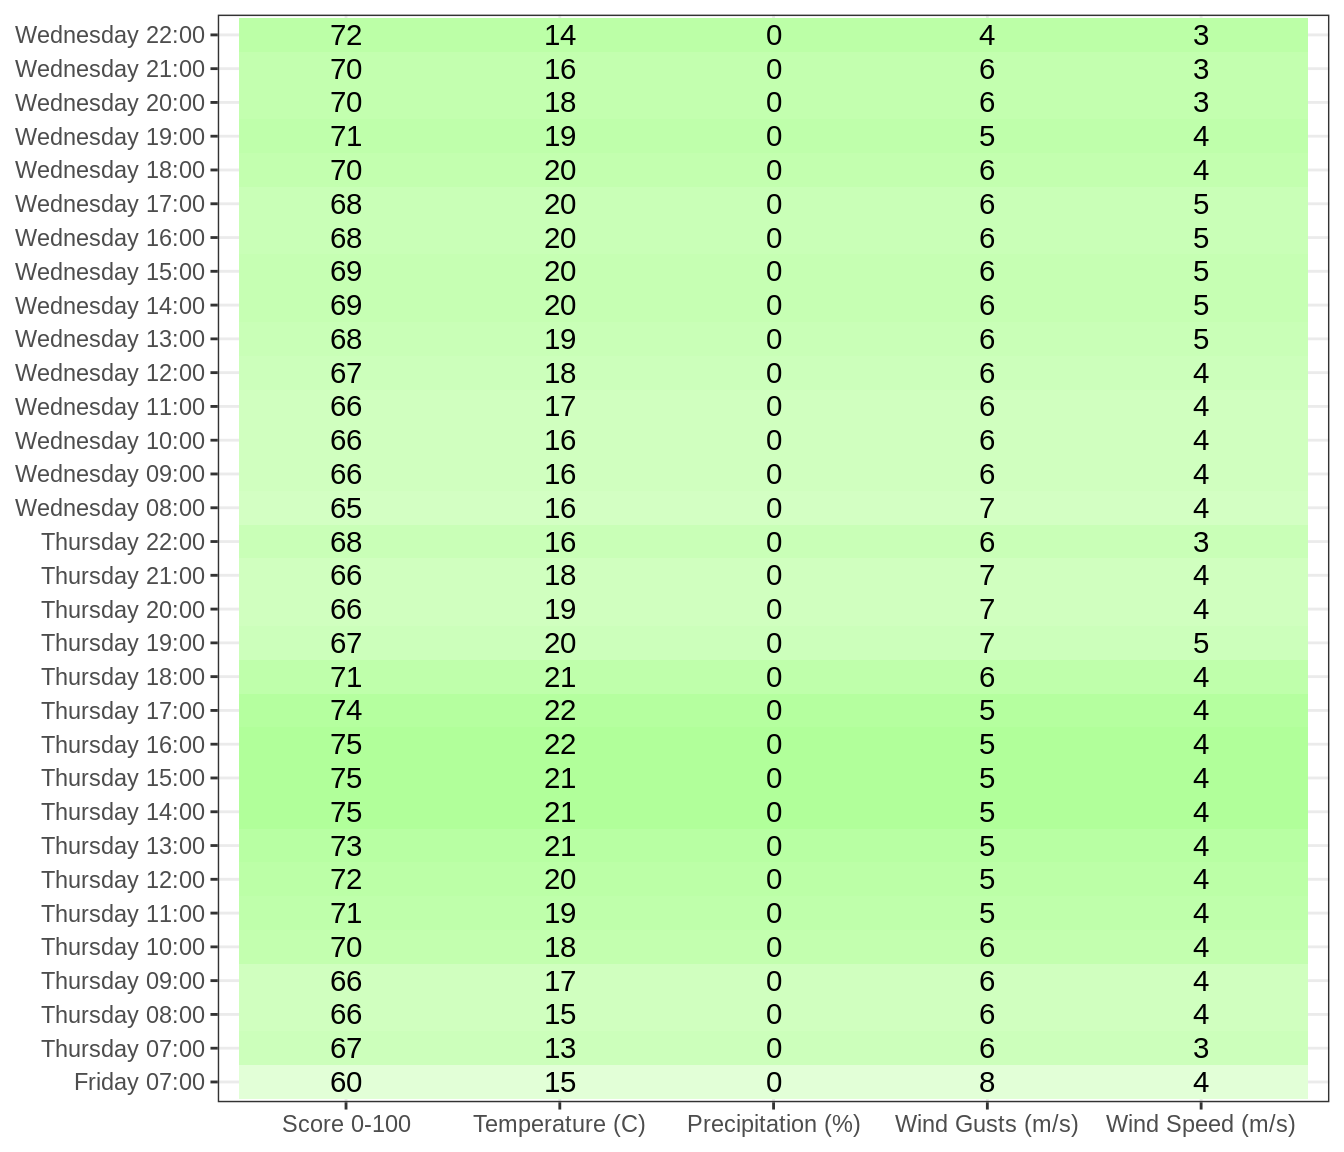 Wednesday 22:00 72 14 0 4 3
Wednesday 21:00 70 16 0 6 3
Wednesday 20:00 70 18 0 6 3
Wednesday 19:00 71 19 0 5 4
Wednesday 18:00 70 20 0 6 4
Wednesday 17:00 68 20 0 6 5
Wednesday 16:00 68 20 0 6 5
Wednesday 15:00 69 20 0 6 5
Wednesday 14:00 69 20 0 6 5
Wednesday 13:00 68 19 0 6 5
Wednesday 12:00 67 18 0 6 4
Wednesday 11:00 66 17 0 6 4
Wednesday 10:00 66 16 0 6 4
Wednesday 09:00 66 16 0 6 4
Wednesday 08:00 65 16 0 7 4
Thursday 22:00 68 16 0 6 3
Thursday 21:00 66 18 0 7 4
Thursday 20:00 66 19 0 7 4
Thursday 19:00 67 20 0 7 5
Thursday 18:00 71 21 0 6 4
Thursday 17:00 74 22 0 5 4
Thursday 16:00 75 22 0 5 4
Thursday 15:00 75 21 0 5 4
Thursday 14:00 75 21 0 5 4
Thursday 13:00 73 21 0 5 4
Thursday 12:00 72 20 0 5 4
Thursday 11:00 71 19 0 5 4
Thursday 10:00 70 18 0 6 4
Thursday 09:00 66 17 0 6 4
Thursday 08:00 66 15 0 6 4
Thursday 07:00 67 13 0 6 3
Friday 07:00 60 15 0 8 4
Score 0-100 Temperature (C) Precipitation (%) Wind Gusts (m/s) Wind Speed (m/s)